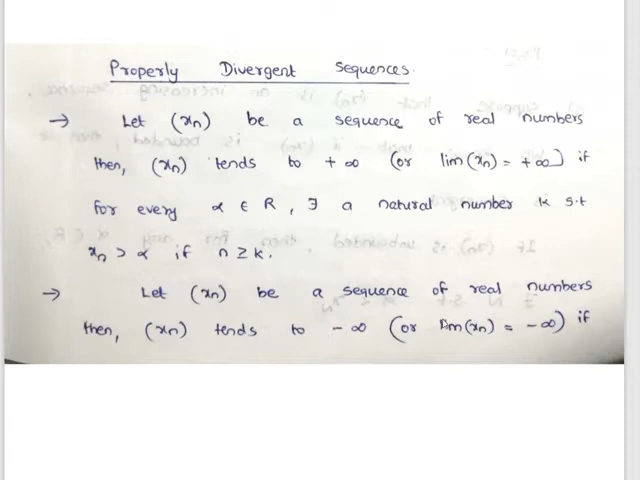 Properly Divergent Sequences.
→ Let (xn) be a sequence of real numbers
then, (xn) tends to +∞ (or lim(xn) = +∞) if
for every α ∈ R, ∃ a natural number k s.t
xn > α if n ≥ k.
→ Let (xn) be a sequence of real numbers
then, (xn) tends to -∞ (or lim(xn) = -∞) if